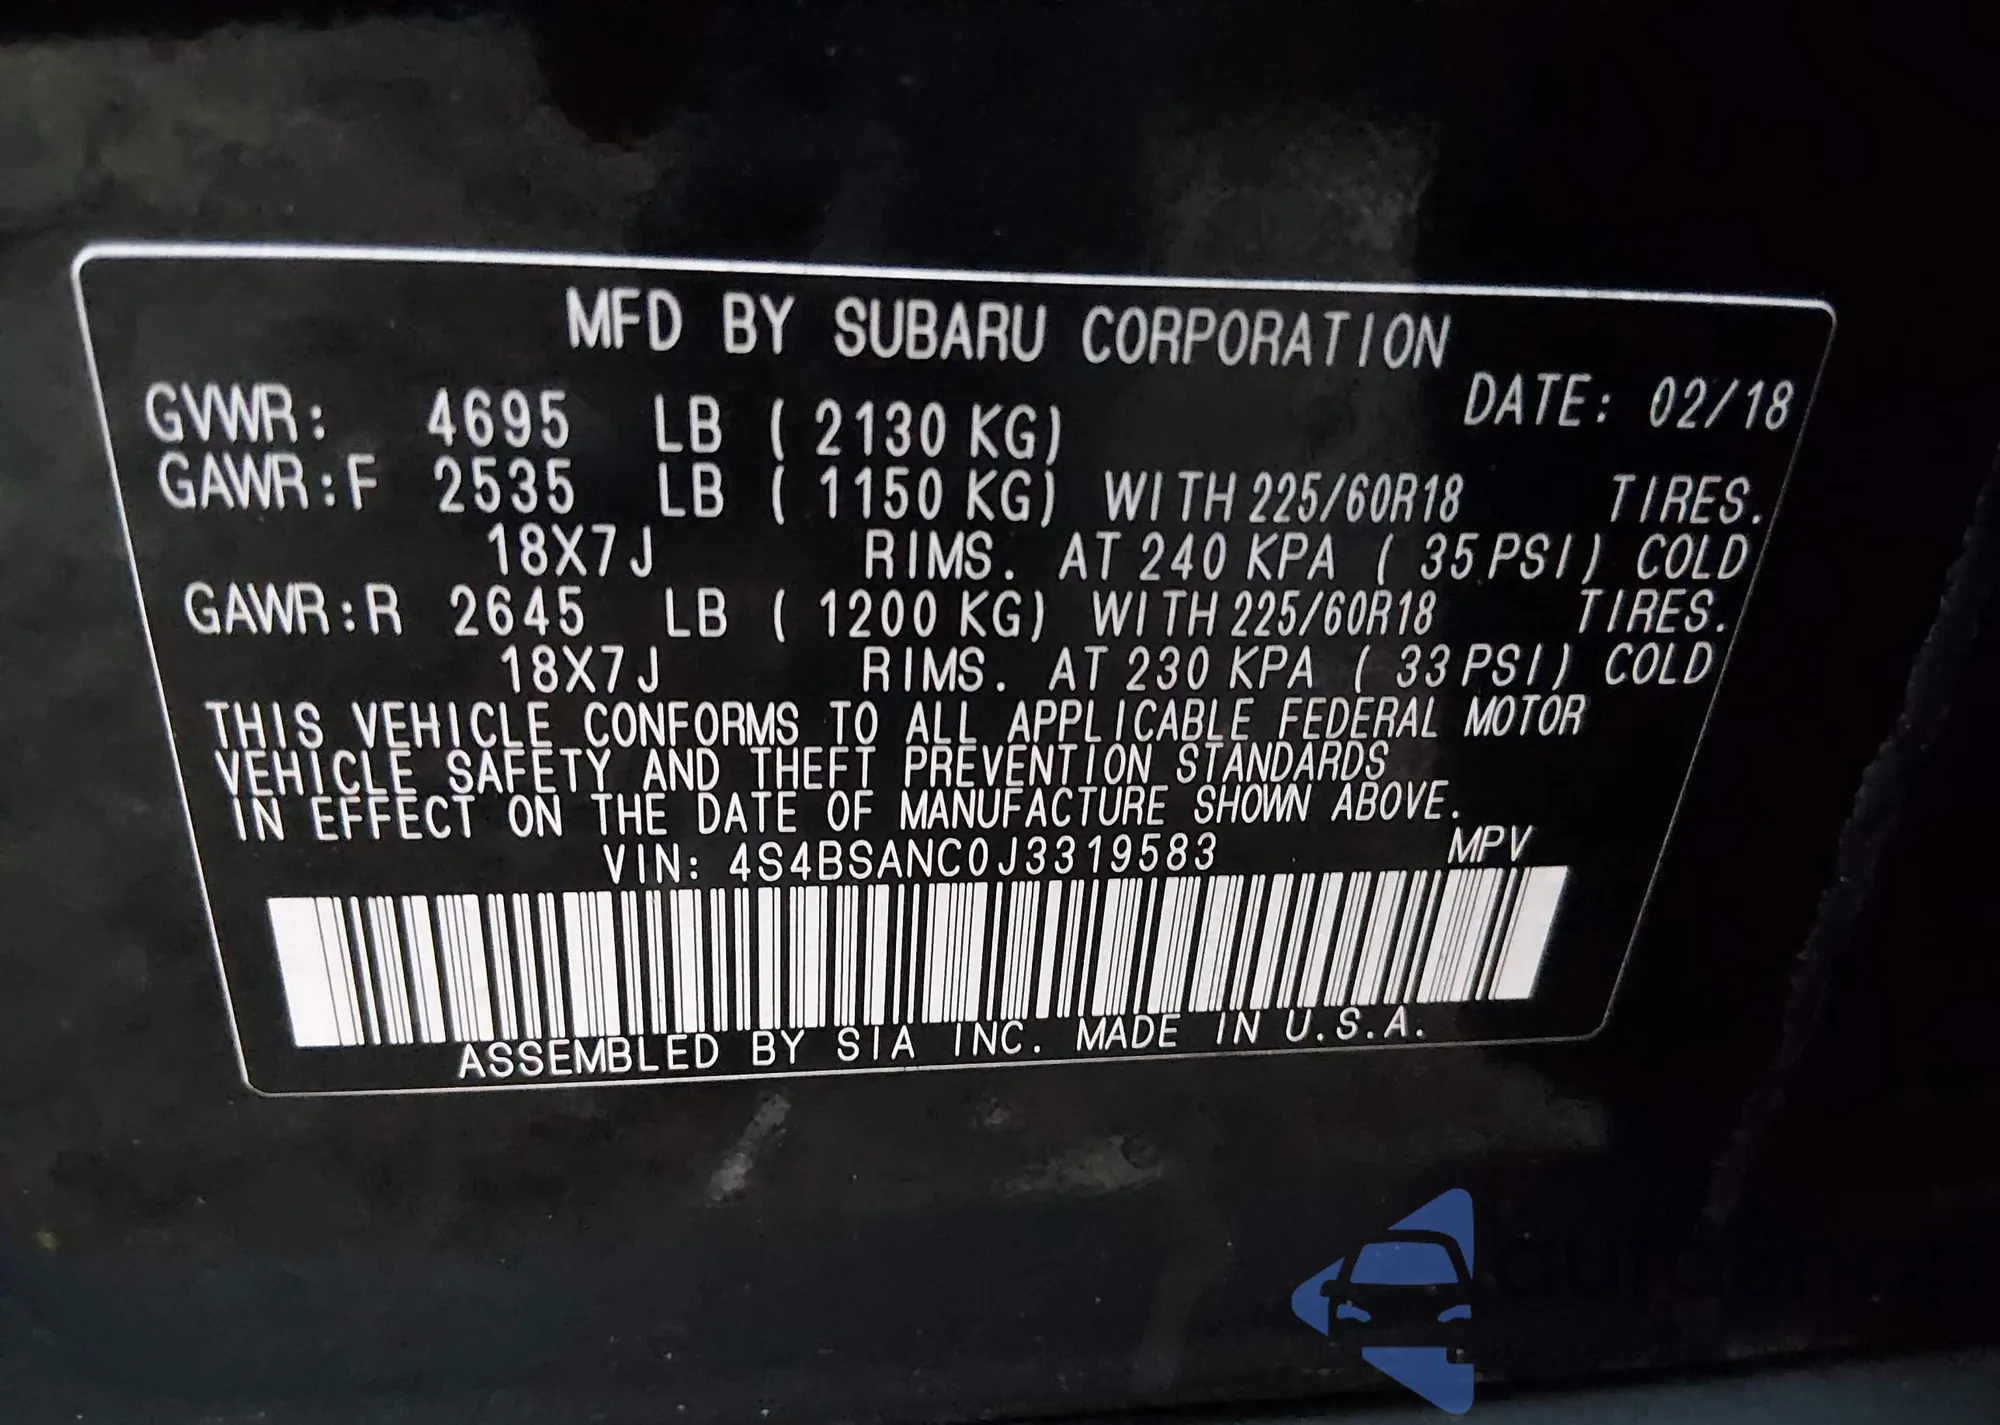 MFD BY SUBARU CORPORATION
DATE: 02/18
GVWR: 4695 LB ( 2130 KG)
GAWR:F 2535 LB ( 1150 KG) WITH 225/60R18 TIRES.
18X7J RIMS. AT 240 KPA ( 35 PSI) COLD
GAWR:R 2645 LB ( 1200 KG) WITH 225/60R18 TIRES.
18X7J RIMS. AT 230 KPA ( 33 PSI) COLD
THIS VEHICLE CONFORMS TO ALL APPLICABLE FEDERAL MOTOR
VEHICLE SAFETY AND THEFT PREVENTION STANDARDS
IN EFFECT ON THE DATE OF MANUFACTURE SHOWN ABOVE.
VIN: 4S4BSANC0J3319583 MPV
ASSEMBLED BY SIA INC. MADE IN U.S.A.